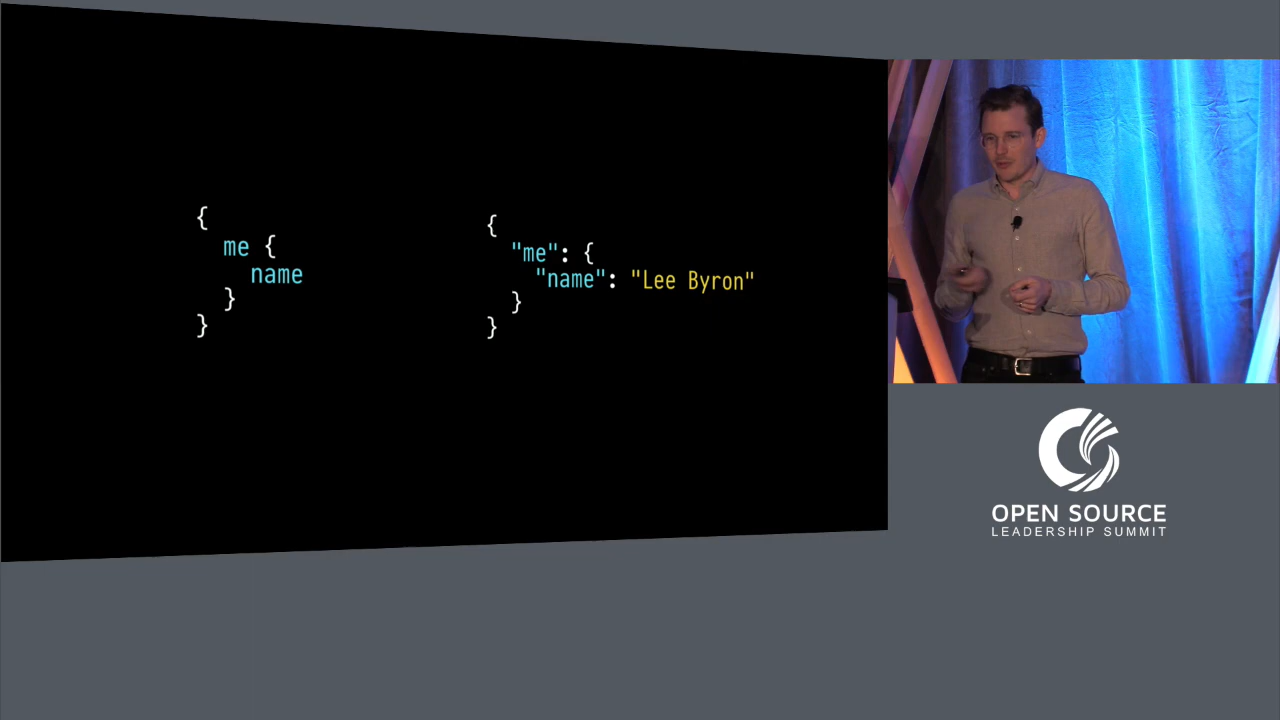 {
me {
name
}
}
{
"me": {
"name": "Lee Byron"
}
}
OPEN SOURCE
LEADERSHIP SUMMIT